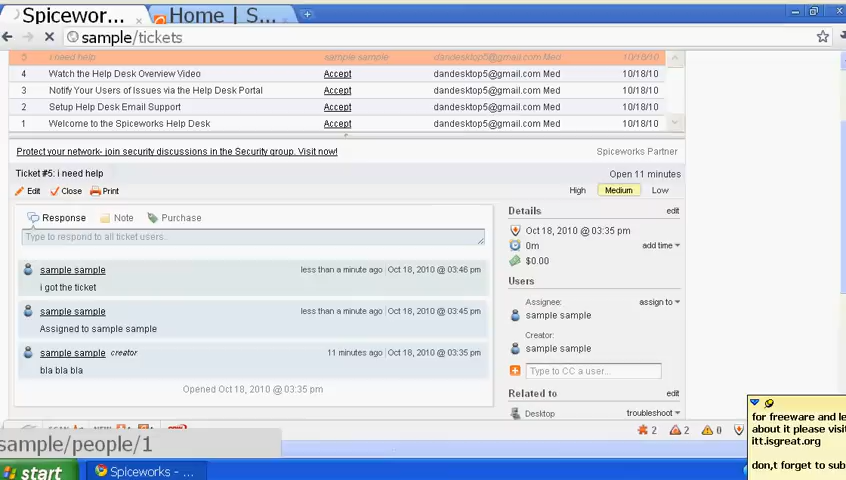 Spicewor...
Home | S...
sample/tickets
5 i need help sample sample dandesktop5@gmail.com Med 10/18/10
4 Watch the Help Desk Overview Video Accept dandesktop5@gmail.com Med 10/18/10
3 Notify Your Users of Issues via the Help Desk Portal Accept dandesktop5@gmail.com Med 10/18/10
2 Setup Help Desk Email Support Accept dandesktop5@gmail.com Med 10/18/10
1 Welcome to the Spiceworks Help Desk Accept dandesktop5@gmail.com Med 10/18/10
Protect your network- join security discussions in the Security group. Visit now! Spiceworks Partner
Ticket #5: i need help Open 11 minutes
Edit Close Print High Medium Low
Response Note Purchase
Type to respond to all ticket users..
sample sample less than a minute ago | Oct 18, 2010 @ 03:46 pm
i got the ticket
sample sample less than a minute ago | Oct 18, 2010 @ 03:45 pm
Assigned to sample sample
sample sample creator 11 minutes ago | Oct 18, 2010 @ 03:35 pm
bla bla bla
Opened Oct 18, 2010 @ 03:35 pm
Details edit
Oct 18, 2010 @ 03:35 pm
0m add time
$0.00
Users
Assignee: assign to
sample sample
Creator:
sample sample
Type to CC a user...
Related to edit
Desktop troubleshoot
2 2 0
sample/people/1
for freeware and le
about it please visit
itt.isgreat.org
don,t forget to sub
start
Spiceworks - ...